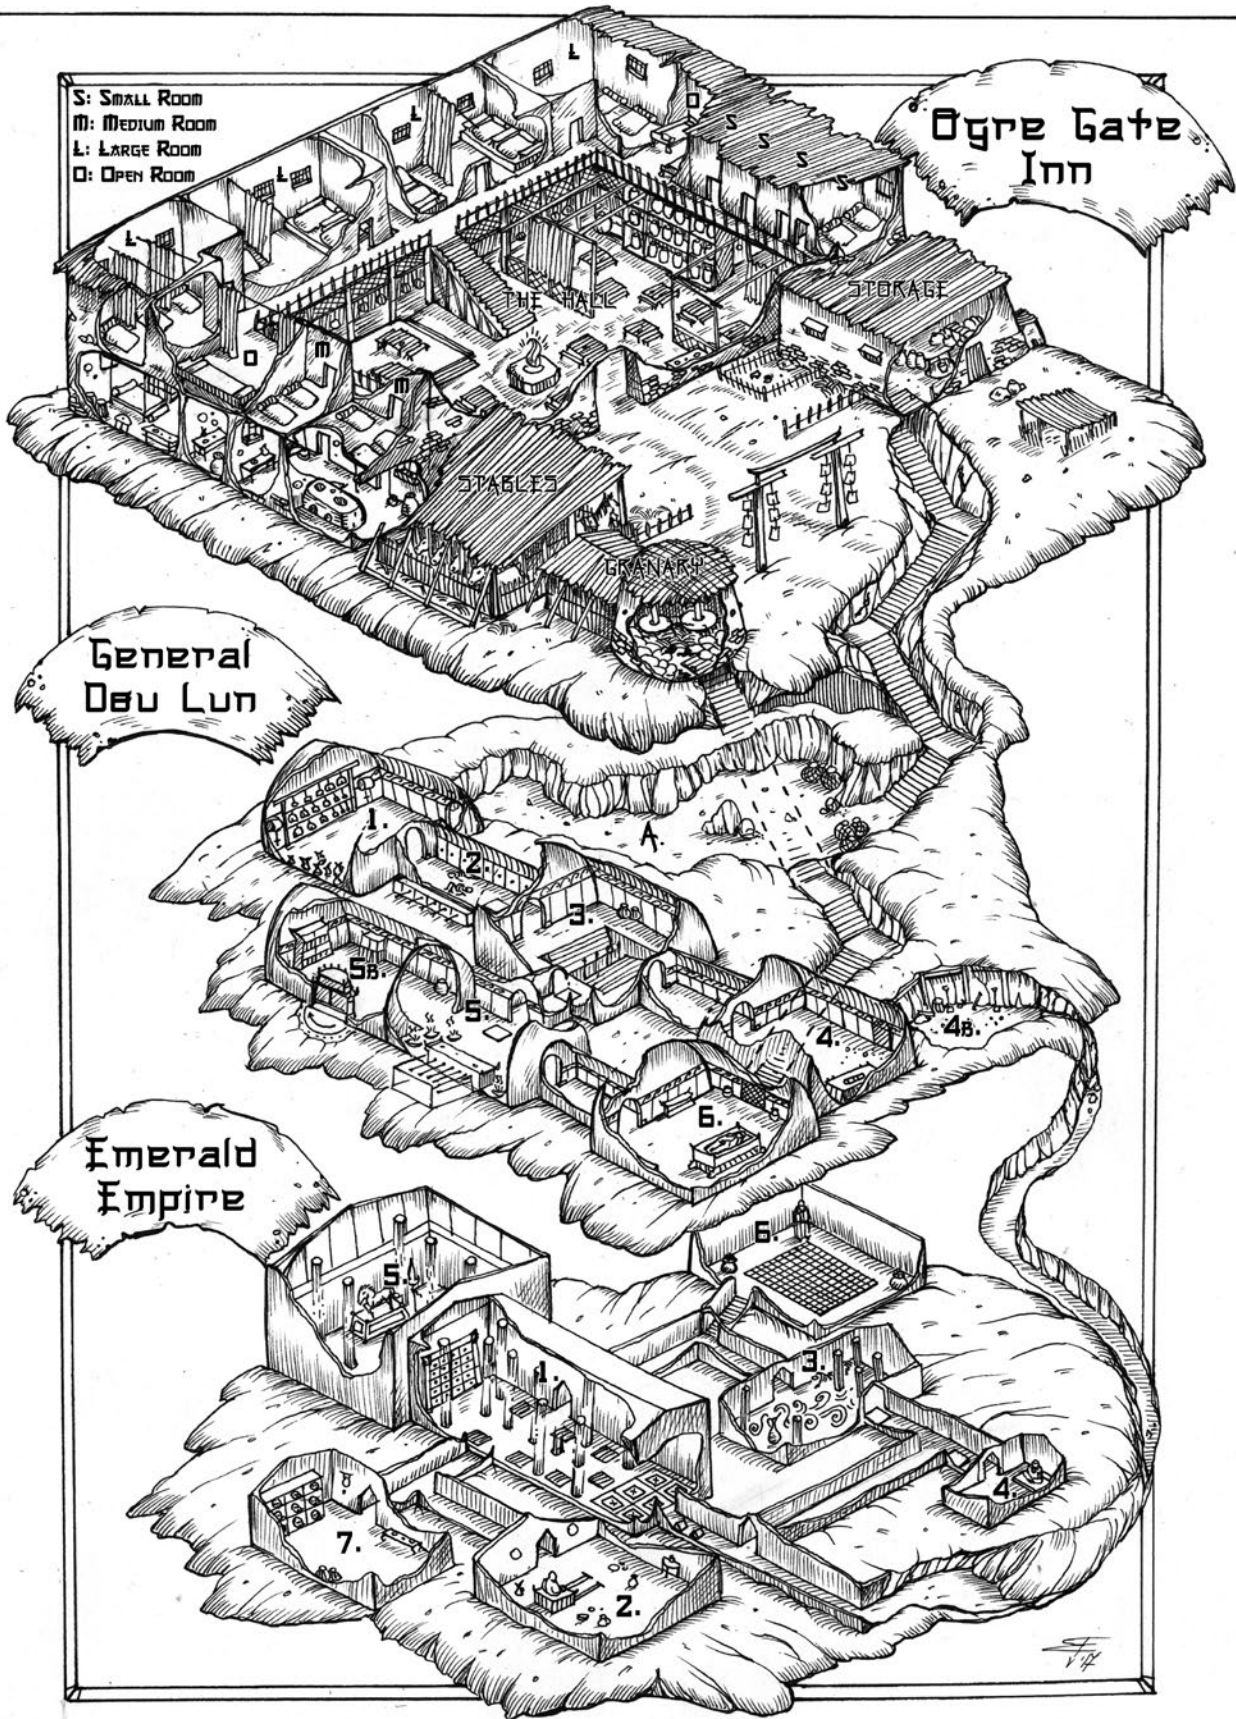 S: Small Room
M: Medium Room
L: Large Room
O: Open Room
Ogre Gate
Inn
L
L
L
L
L
O
S
S
S
S
THE HALL
STORAGE
O
M
M
STABLES
GRANARY
General
Dou Lun
A.
1.
2.
3.
5B.
5.
4.
4B.
6.
Emerald
Empire
5.
6.
1.
3.
4.
7.
2.